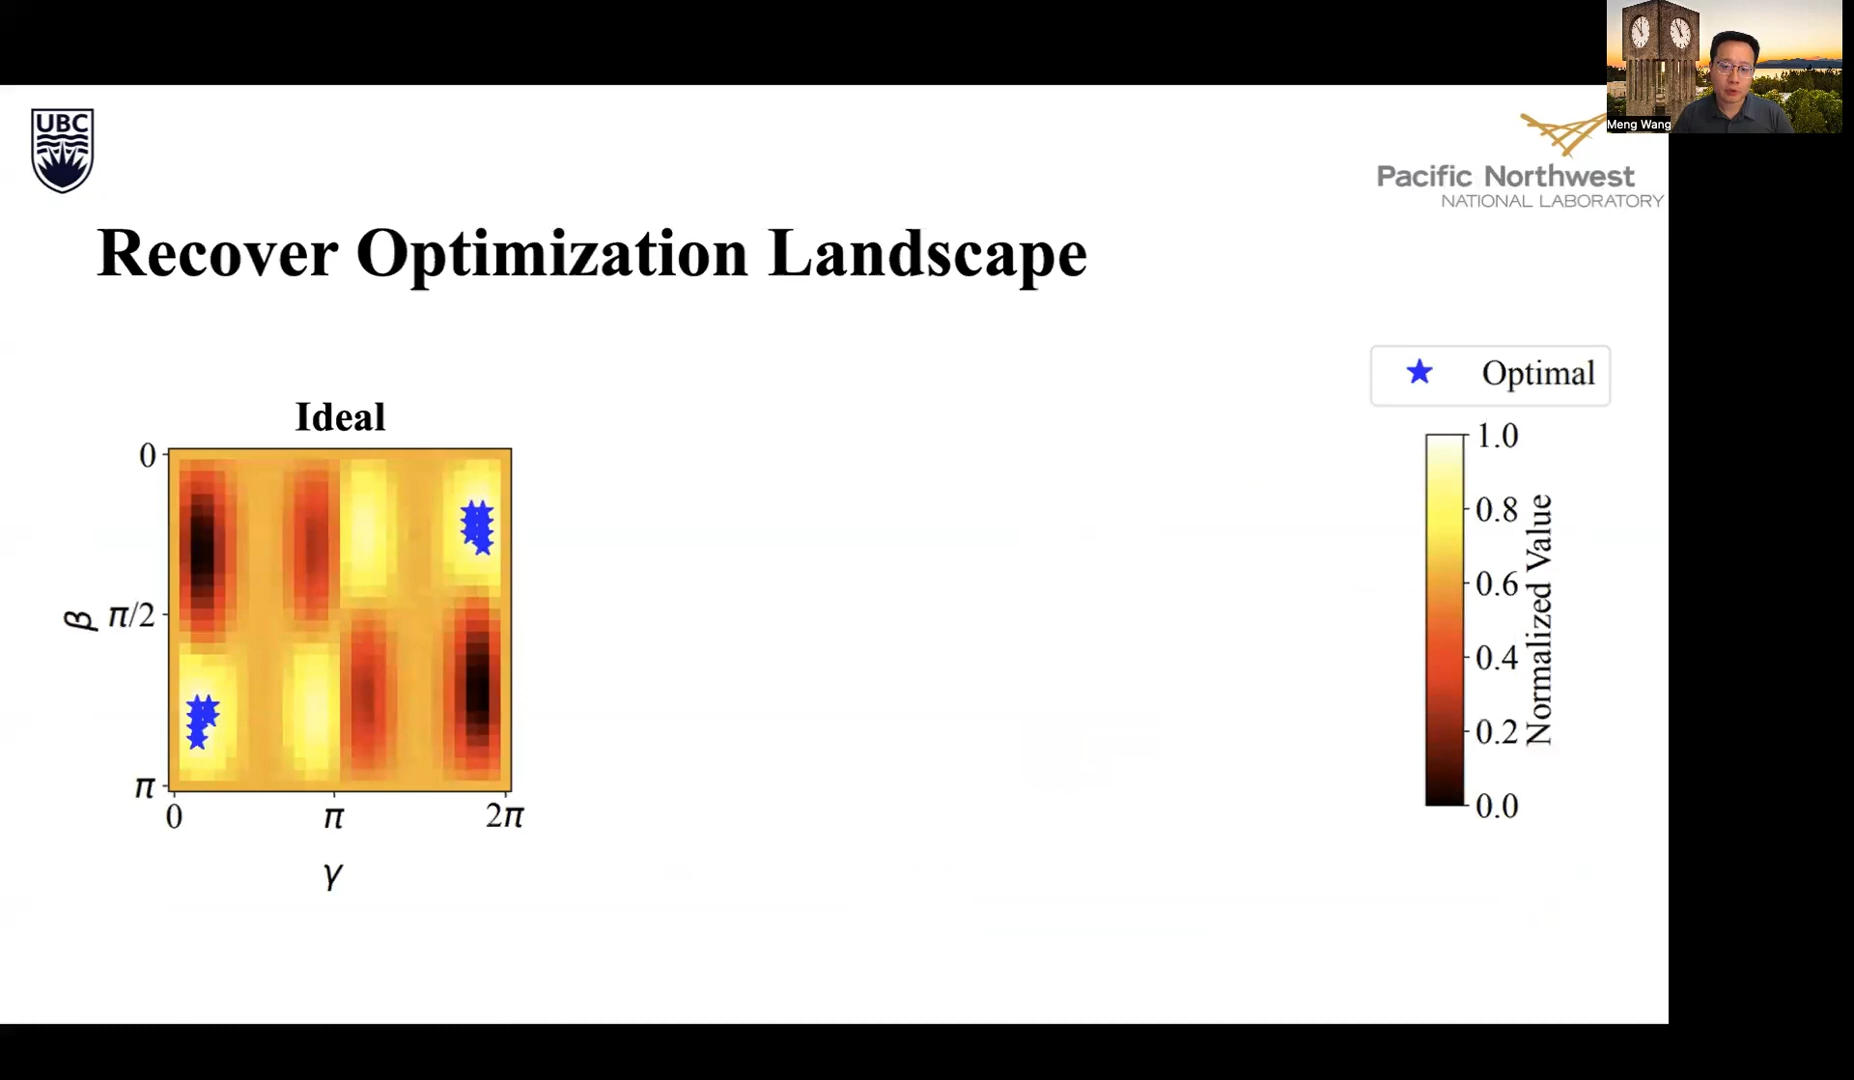 Meng Wang
UBC
Pacific Northwest
NATIONAL LABORATORY
Recover Optimization Landscape
Optimal
Ideal
0
π/2
π
β
0
π
2π
γ
1.0
0.8
0.6
0.4
0.2
0.0
Normalized Value